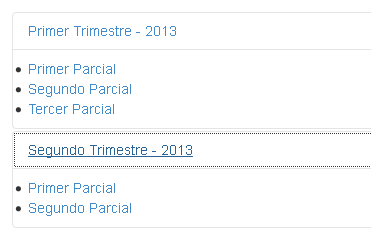 Primer Trimestre - 2013
Primer Parcial
Segundo Parcial
Tercer Parcial
Segundo Trimestre - 2013
Primer Parcial
Segundo Parcial